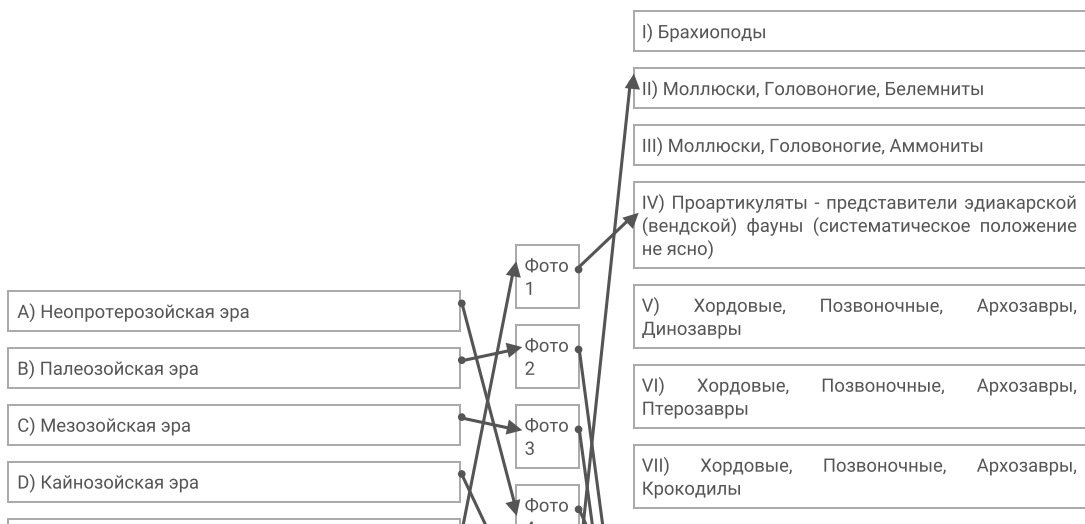 I) Брахиоподы
II) Моллюски, Головоногие, Белемниты
III) Моллюски, Головоногие, Аммониты
IV) Проартикуляты - представители эдиакарской
(вендской) фауны (систематическое положение
не ясно)
V) Хордовые, Позвоночные, Архозавры,
Динозавры
VI) Хордовые, Позвоночные, Архозавры,
Птерозавры
VII) Хордовые, Позвоночные, Архозавры,
Крокодилы
Фото
1
Фото
2
Фото
3
Фото
A) Неопротерозойская эра
B) Палеозойская эра
C) Мезозойская эра
D) Кайнозойская эра